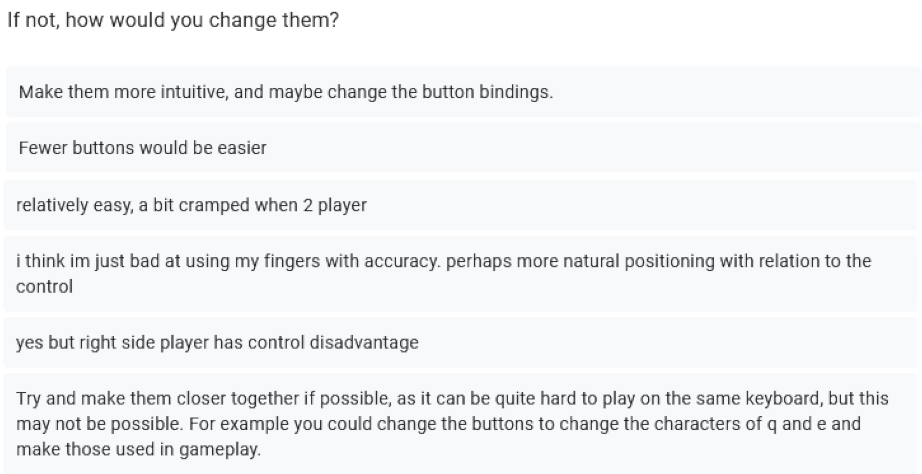 If not, how would you change them?
Make them more intuitive, and maybe change the button bindings.
Fewer buttons would be easier
relatively easy, a bit cramped when 2 player
i think im just bad at using my fingers with accuracy. perhaps more natural positioning with relation to the
control
yes but right side player has control disadvantage
Try and make them closer together if possible, as it can be quite hard to play on the same keyboard, but this
may not be possible. For example you could change the buttons to change the characters of q and e and
make those used in gameplay.